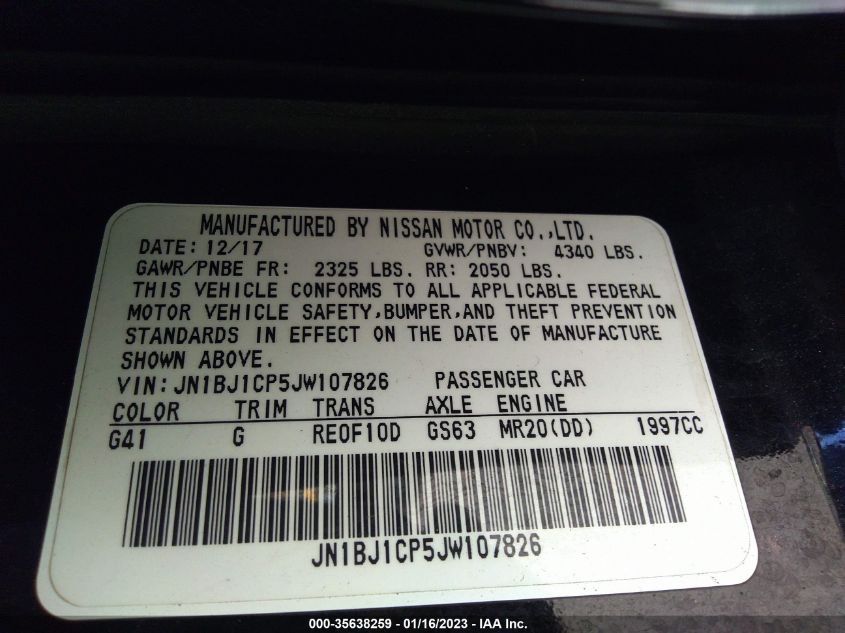 MANUFACTURED BY NISSAN MOTOR CO.,LTD.
DATE: 12/17 GVWR/PNBV: 4340 LBS.
GAWR/PNBE FR: 2325 LBS. RR: 2050 LBS.
THIS VEHICLE CONFORMS TO ALL APPLICABLE FEDERAL
MOTOR VEHICLE SAFETY,BUMPER,AND THEFT PREVENTION
STANDARDS IN EFFECT ON THE DATE OF MANUFACTURE
SHOWN ABOVE.
VIN: JN1BJ1CP5JW107826 PASSENGER CAR
COLOR TRIM TRANS AXLE ENGINE
G41 G RE0F10D GS63 MR20(DD) 1997CC
JN1BJ1CP5JW107826
000-35638259 - 01/16/2023 - IAA Inc.